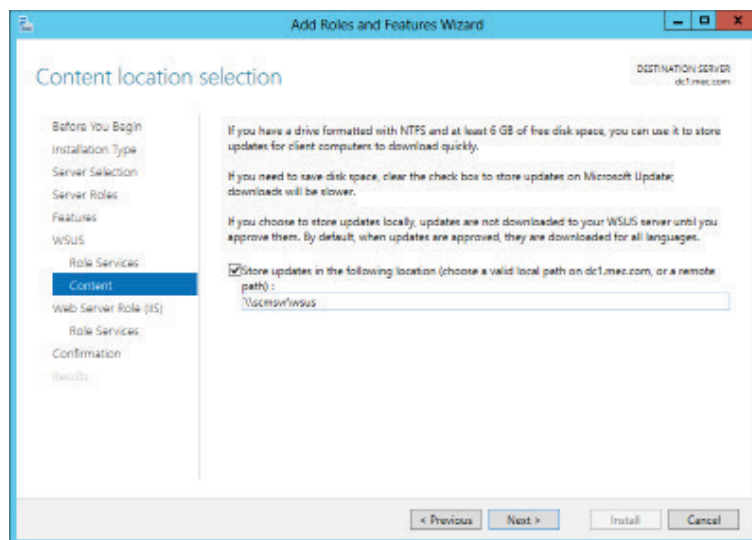 Add Roles and Features Wizard
Content location selection
DESTINATION SERVER
dc1.mec.com
Before You Begin
Installation Type
Server Selection
Server Roles
Features
WSUS
Role Services
Content
Web Server Role (IIS)
Role Services
Confirmation
Results
If you have a drive formatted with NTFS and at least 6 GB of free disk space, you can use it to store
updates for client computers to download quickly.
If you need to save disk space, clear the check box to store updates on Microsoft Update;
downloads will be slower.
If you choose to store updates locally, updates are not downloaded to your WSUS server until you
approve them. By default, when updates are approved, they are downloaded for all languages.
Store updates in the following location (choose a valid local path on dc1.mec.com, or a remote
path) :
\\scmsvr\wsus
< Previous
Next >
Install
Cancel